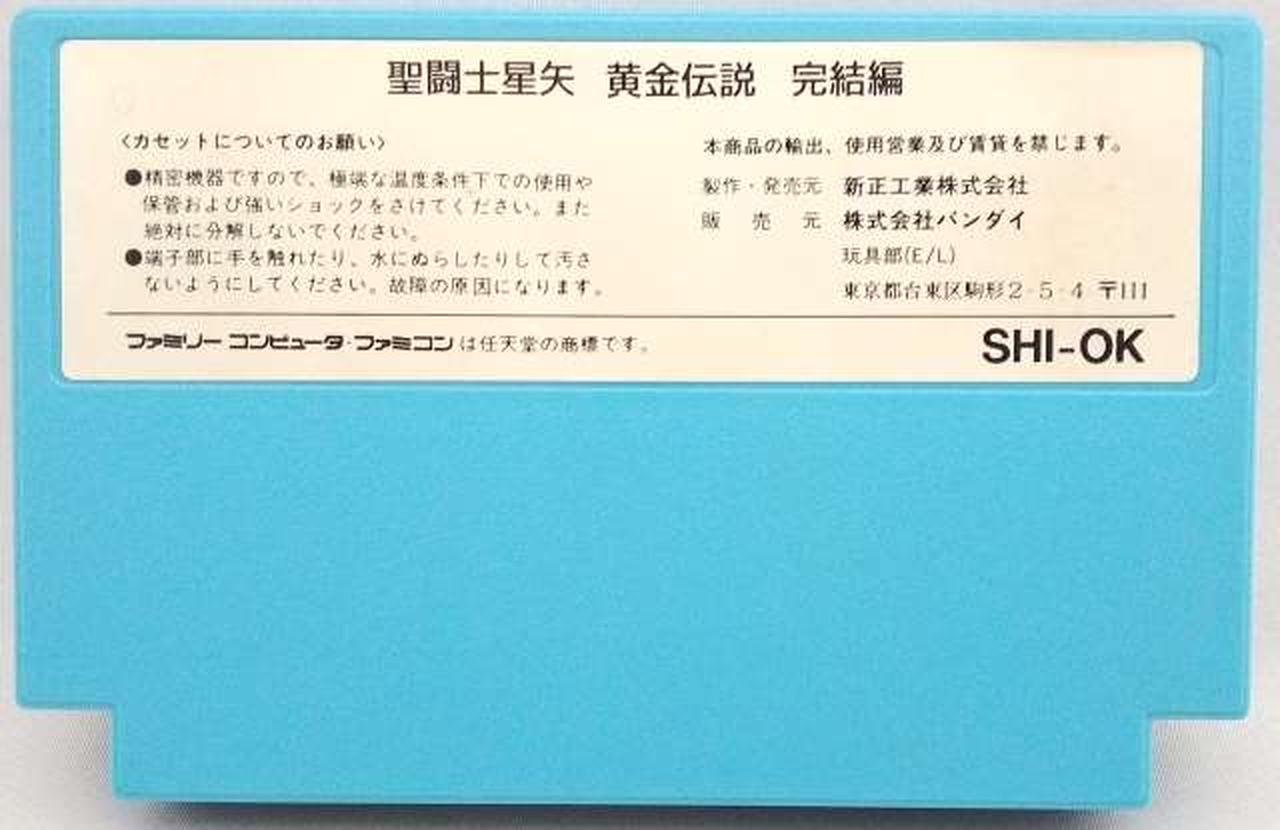 聖闘士星矢 黄金伝説 完結編
〈カセットについてのお願い〉
●精密機器ですので、極端な温度条件下での使用や
保管および強いショックをさけてください。また
絶対に分解しないでください。
●端子部に手を触れたり、水にぬらしたりして汚さ
ないようにしてください。故障の原因になります。
本商品の輸出、使用営業及び賃貸を禁じます。
製作・発売元 新正工業株式会社
販売元 株式会社バンダイ
玩具部(E/L)
東京都台東区駒形2-5-4 〒111
ファミリーコンピュータ・ファミコンは任天堂の商標です。
SHI-OK